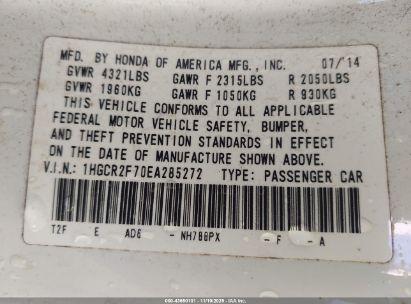 MFD. BY HONDA OF AMERICA MFG., INC. 07/14
GVWR 4321LBS GAWR F 2315LBS R 2050LBS
GVWR 1960KG GAWR F 1050KG R 930KG
THIS VEHICLE CONFORMS TO ALL APPLICABLE
FEDERAL MOTOR VEHICLE SAFETY, BUMPER,
AND THEFT PREVENTION STANDARDS IN EFFECT
ON THE DATE OF MANUFACTURE SHOWN ABOVE.
V.I.N.: 1HGCR2F70EA285272 TYPE: PASSENGER CAR
T2F E AD6 - NH788PX - F - A